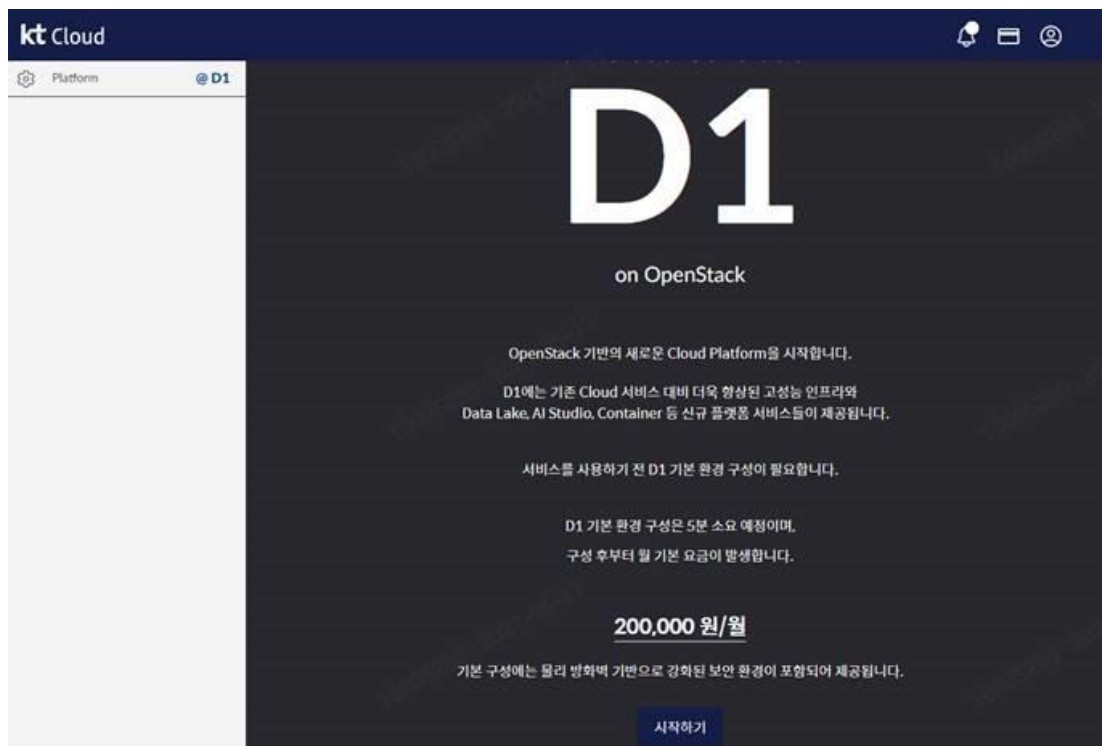 kt Cloud
Platform
@ D1
D1
on OpenStack
OpenStack 기반의 새로운 Cloud Platform을 시작합니다.
D1에는 기존 Cloud 서비스 대비 더욱 향상된 고성능 인프라와
Data Lake, AI Studio, Container 등 신규 플랫폼 서비스들이 제공됩니다.
서비스를 사용하기 전 D1 기본 환경 구성이 필요합니다.
D1 기본 환경 구성은 5분 소요 예정이며,
구성 후부터 월 기본 요금이 발생합니다.
200,000 원/월
기본 구성에는 물리 방화벽 기반으로 강화된 보안 환경이 포함되어 제공됩니다.
시작하기